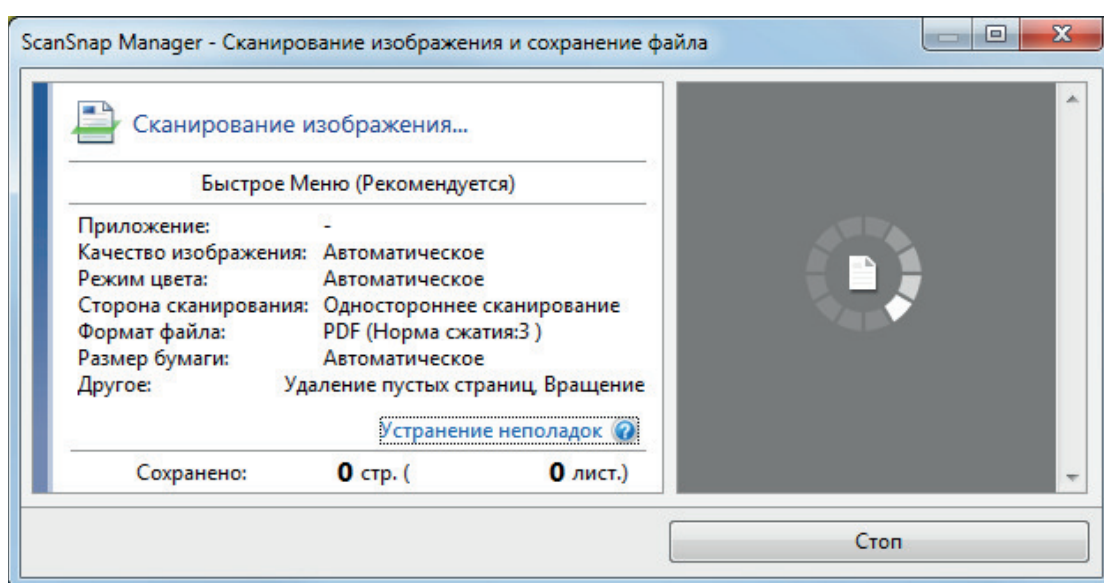 ScanSnap Manager - Сканирование изображения и сохранение файла
Сканирование изображения...
Быстрое Меню (Рекомендуется)
Приложение: -
Качество изображения: Автоматическое
Режим цвета: Автоматическое
Сторона сканирования: Одностороннее сканирование
Формат файла: PDF (Норма сжатия:3 )
Размер бумаги: Автоматическое
Другое: Удаление пустых страниц, Вращение
Устранение неполадок ?
Сохранено: 0 стр. ( 0 лист.)
Стоп